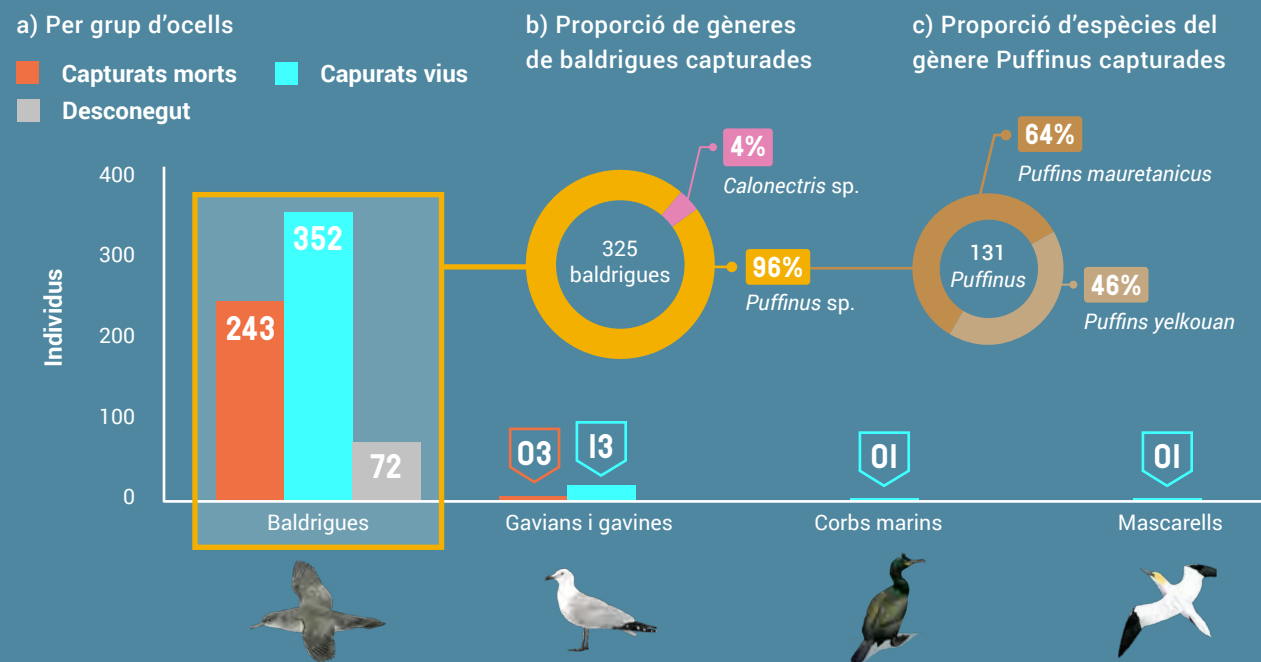 a) Per grup d'ocells
Capturats morts
Capurats vius
Desconegut
b) Proporció de gèneres
de baldrigues capturades
c) Proporció d'espècies del
gènere Puffinus capturades
4%
Calonectris sp.
325
baldrigues
96%
Puffinus sp.
64%
Puffins mauretanicus
131
Puffinus
46%
Puffins yelkouan
Individus
400
300
200
100
0
243
352
72
03
13
01
01
Baldrigues
Gavians i gavines
Corbs marins
Mascarells